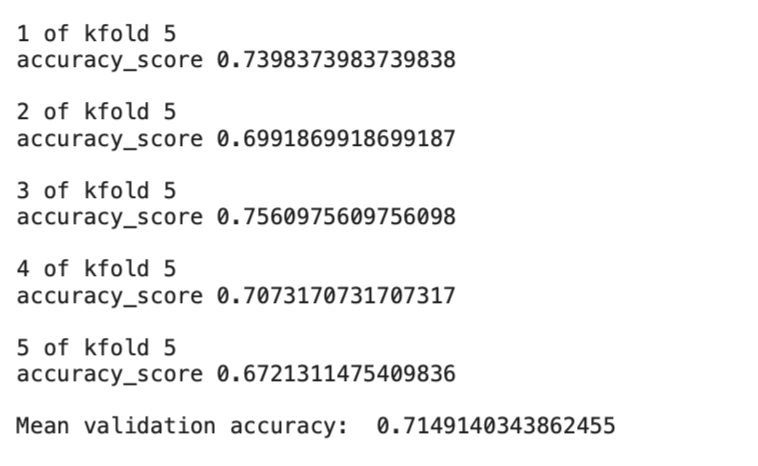 1 of kfold 5
accuracy_score 0.7398373983739838
2 of kfold 5
accuracy_score 0.6991869918699187
3 of kfold 5
accuracy_score 0.7560975609756098
4 of kfold 5
accuracy_score 0.7073170731707317
5 of kfold 5
accuracy_score 0.6721311475409836
Mean validation accuracy:  0.7149140343862455